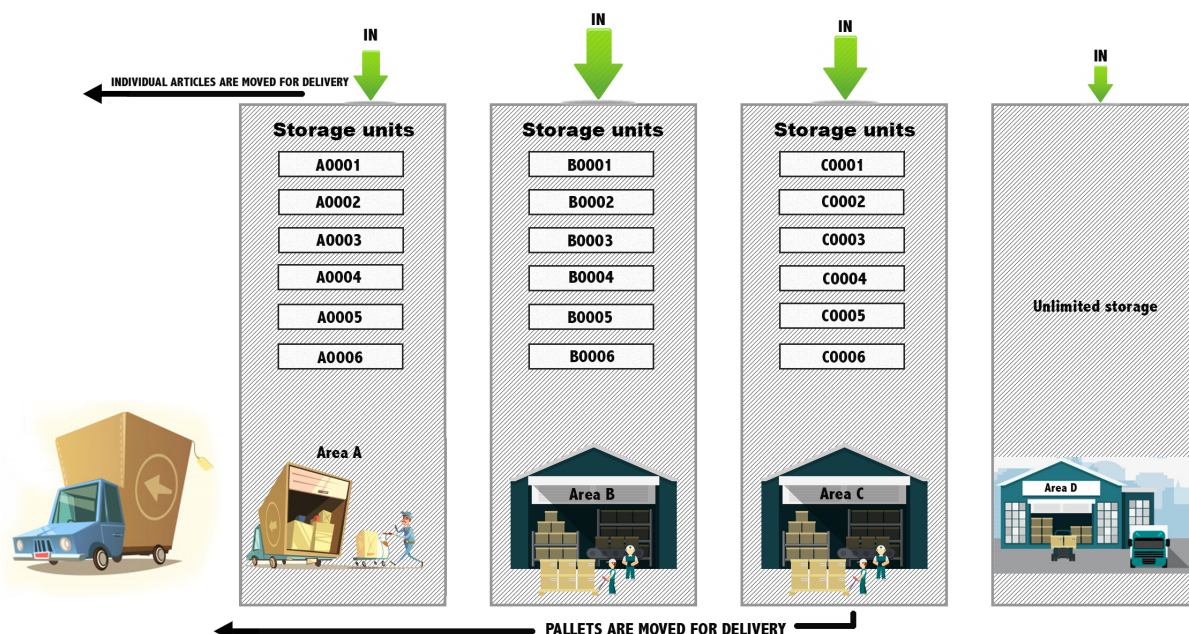 IN
IN
IN
IN
INDIVIDUAL ARTICLES ARE MOVED FOR DELIVERY
Storage units
A0001
A0002
A0003
A0004
A0005
A0006
Area A
Storage units
B0001
B0002
B0003
B0004
B0005
B0006
Area B
Storage units
C0001
C0002
C0003
C0004
C0005
C0006
Area C
Unlimited storage
Area D
PALLETS ARE MOVED FOR DELIVERY